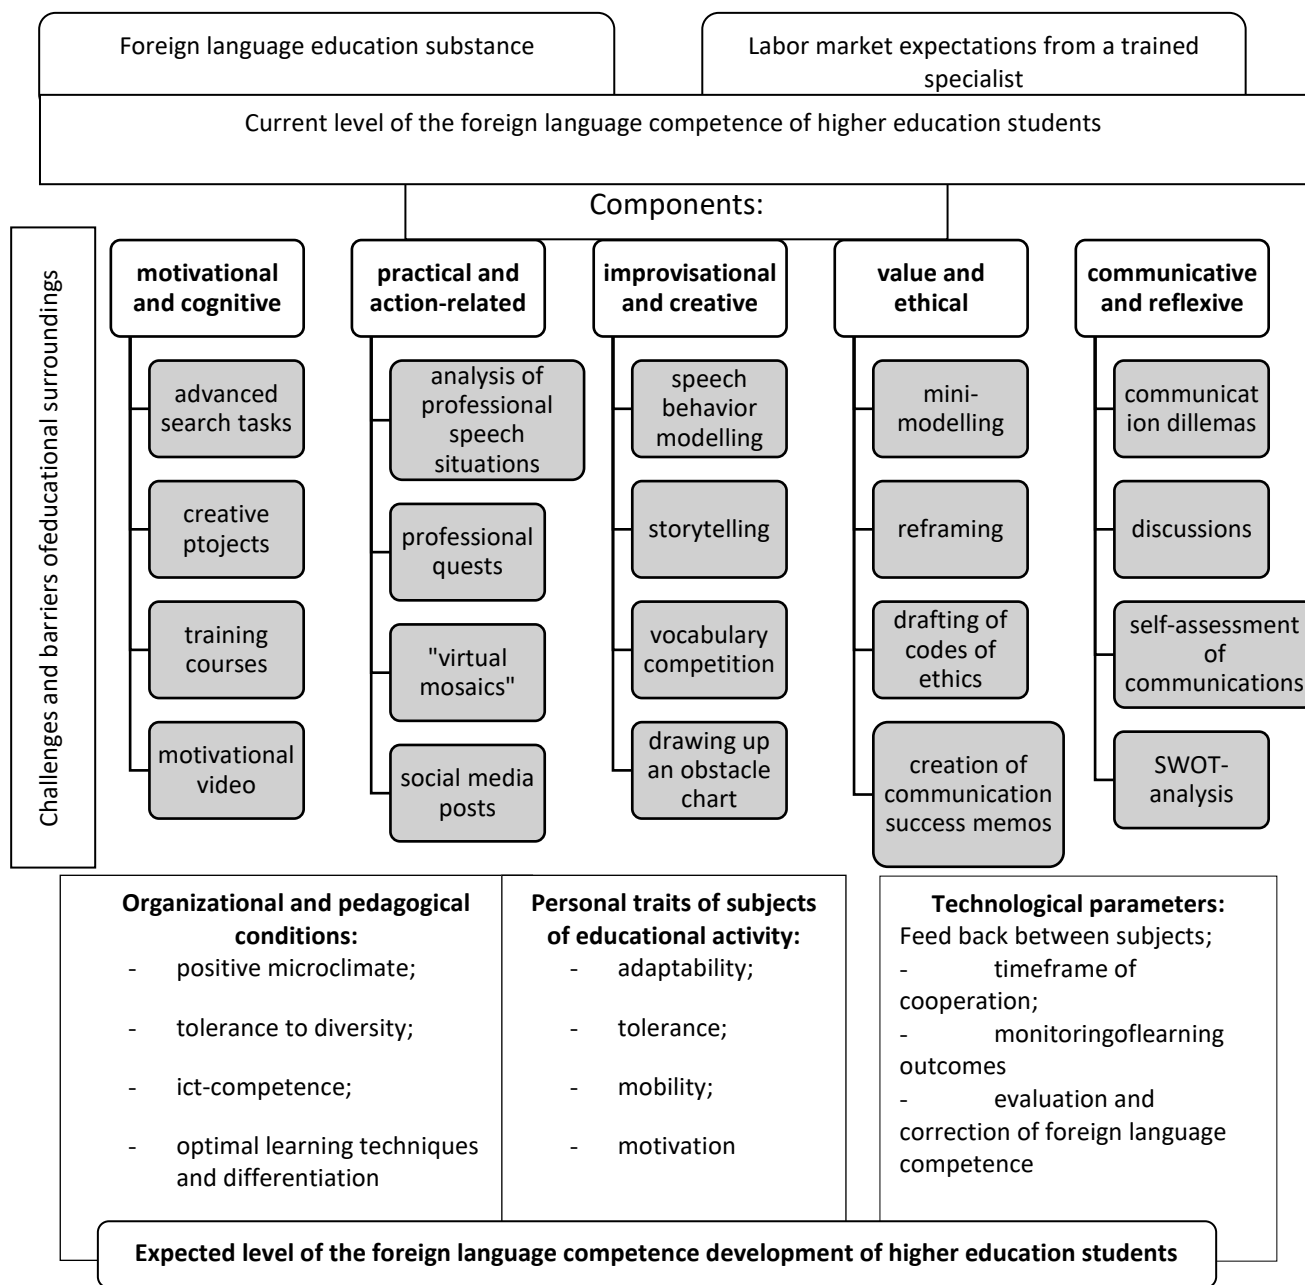 Foreign language education substance
Labor market expectations from a trained
specialist
Current level of the foreign language competence of higher education students
Components:
Challenges and barriers ofeducational surroundings
motivational
and cognitive
advanced
search tasks
creative
ptojects
training
courses
motivational
video
practical and
action-related
analysis of
professional
speech
situations
professional
quests
"virtual
mosaics"
social media
posts
improvisational
and creative
speech
behavior
modelling
storytelling
vocabulary
competition
drawing up
an obstacle
chart
value and
ethical
mini-
modelling
reframing
drafting of
codes of
ethics
creation of
communication
success memos
communicative
and reflexive
communicat
ion dillemas
discussions
self-assessment
of
communications
SWOT-
analysis
Organizational and pedagogical
conditions:
- positive microclimate;
- tolerance to diversity;
- ict-competence;
- optimal learning techniques
and differentiation
Personal traits of subjects
of educational activity:
- adaptability;
- tolerance;
- mobility;
- motivation
Technological parameters:
Feed back between subjects;
- timeframe of
cooperation;
- monitoringoflearning
outcomes
- evaluation and
correction of foreign language
competence
Expected level of the foreign language competence development of higher education students